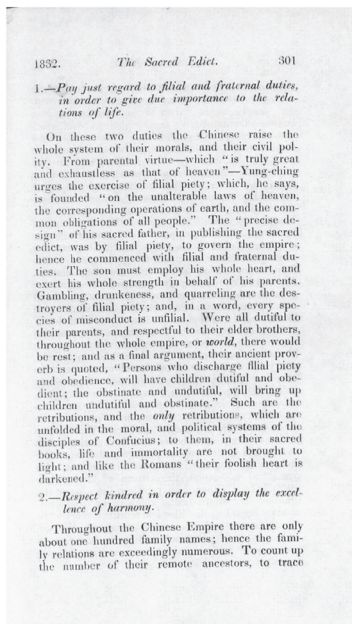 1832. The Sacred Edict. 301
1.—Pay just regard to filial and fraternal duties,
in order to give due importance to the rela-
tions of life.
On these two duties the Chinese raise the
whole system of their morals, and their civil pol-
ity. From parental virtue—which "is truly great
and exhaustless as that of heaven"—Yung-ching
urges the exercise of filial piety; which, he says,
is founded "on the unalterable laws of heaven,
the corresponding operations of earth, and the com-
mon obligations of all people." The "precise de-
sign" of his sacred father, in publishing the sacred
edict, was by filial piety, to govern the empire;
hence he commenced with filial and fraternal du-
ties. The son must employ his whole heart, and
exert his whole strength in behalf of his parents.
Gambling, drunkeness, and quarreling are the des-
troyers of filial piety; and, in a word, every spe-
cies of misconduct is unfilial. Were all dutiful to
their parents, and respectful to their elder brothers,
throughout the whole empire, or world, there would
be rest; and as a final argument, their ancient prov-
erb is quoted, "Persons who discharge filial piety
and obedience, will have children dutiful and obe-
dient; the obstinate and undutiful, will bring up
children undutiful and obstinate." Such are the
retributions, and the only retributions, which are
unfolded in the moral, and political systems of the
disciples of Confucius; to them, in their sacred
books, life and immortality are not brought to
light; and like the Romans "their foolish heart is
darkened."
2.—Respect kindred in order to display the excel-
lence of harmony.
Throughout the Chinese Empire there are only
about one hundred family names; hence the fami-
ly relations are exceedingly numerous. To count up
the number of their remote ancestors, to trace